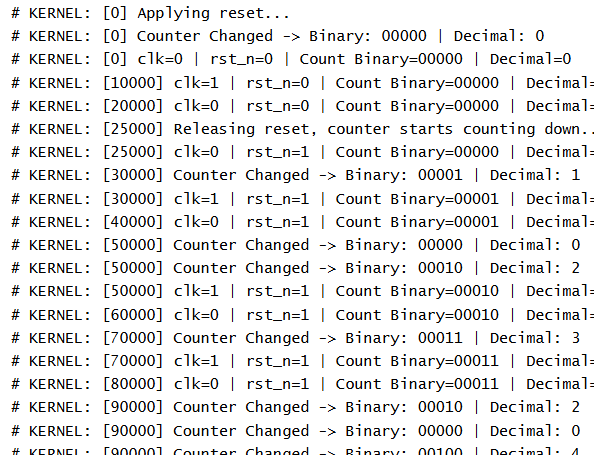 # KERNEL: [0] Applying reset...
# KERNEL: [0] Counter Changed -> Binary: 00000 | Decimal: 0
# KERNEL: [0] clk=0 | rst_n=0 | Count Binary=00000 | Decimal=0
# KERNEL: [10000] clk=1 | rst_n=0 | Count Binary=00000 | Decimal=
# KERNEL: [20000] clk=0 | rst_n=0 | Count Binary=00000 | Decimal=
# KERNEL: [25000] Releasing reset, counter starts counting down..
# KERNEL: [25000] clk=0 | rst_n=1 | Count Binary=00000 | Decimal=
# KERNEL: [30000] Counter Changed -> Binary: 00001 | Decimal: 1
# KERNEL: [30000] clk=1 | rst_n=1 | Count Binary=00001 | Decimal=
# KERNEL: [40000] clk=0 | rst_n=1 | Count Binary=00001 | Decimal=
# KERNEL: [50000] Counter Changed -> Binary: 00000 | Decimal: 0
# KERNEL: [50000] Counter Changed -> Binary: 00010 | Decimal: 2
# KERNEL: [50000] clk=1 | rst_n=1 | Count Binary=00010 | Decimal=
# KERNEL: [60000] clk=0 | rst_n=1 | Count Binary=00010 | Decimal=
# KERNEL: [70000] Counter Changed -> Binary: 00011 | Decimal: 3
# KERNEL: [70000] clk=1 | rst_n=1 | Count Binary=00011 | Decimal=
# KERNEL: [80000] clk=0 | rst_n=1 | Count Binary=00011 | Decimal=
# KERNEL: [90000] Counter Changed -> Binary: 00010 | Decimal: 2
# KERNEL: [90000] Counter Changed -> Binary: 00000 | Decimal: 0
# KERNEL: [90000] Counter Changed -> Binary: 00100 | Decimal: 4